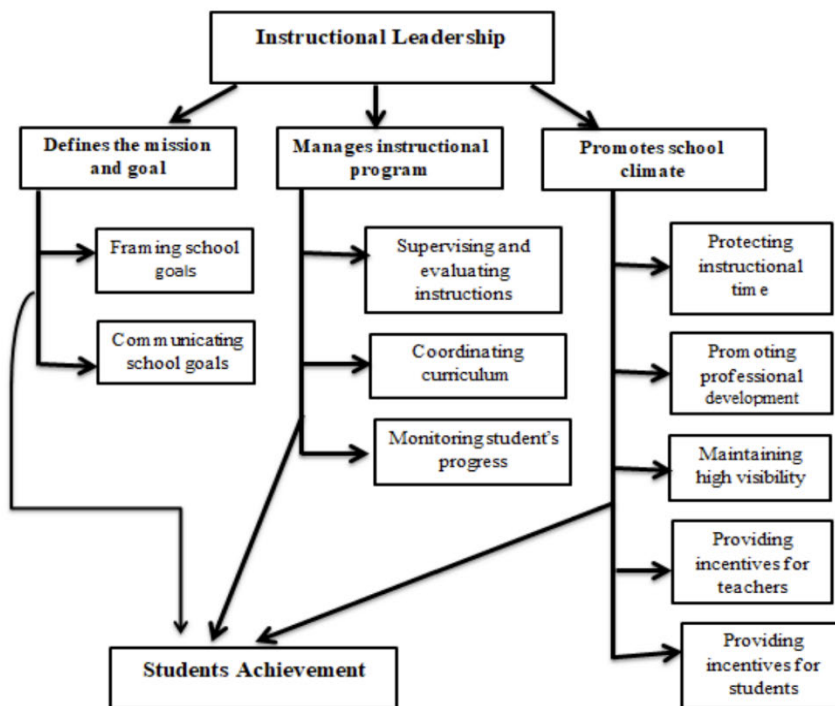 Instructional Leadership
Defines the mission
and goal
Manages instructional
program
Promotes school
climate
Framing school
goals
Communicating
school goals
Supervising and
evaluating
instructions
Coordinating
curriculum
Monitoring student's
progress
Protecting
instructional
time
Promoting
professional
development
Maintaining
high visibility
Providing
incentives for
teachers
Providing
incentives for
students
Students Achievement